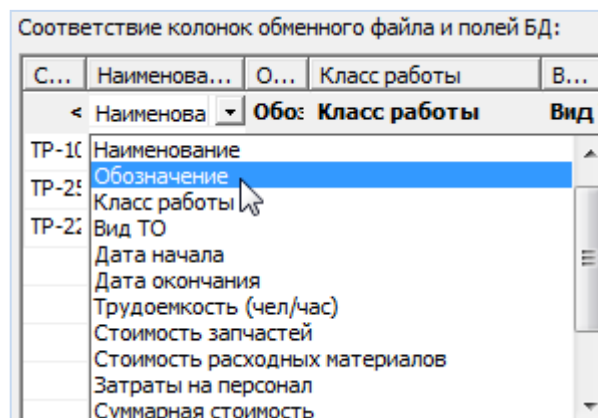 Соответствие колонок обменного файла и полей БД:
С... Наименова... О... Класс работы В...
< Наименова Обоз Класс работы Вид
ТР-10 Наименование
Обозначение
ТР-25
Класс работы
ТР-22 Вид ТО
Дата начала
Дата окончания
Трудоемкость (чел/час)
Стоимость запчастей
Стоимость расходных материалов
Затраты на персонал
Суммарная стоимость